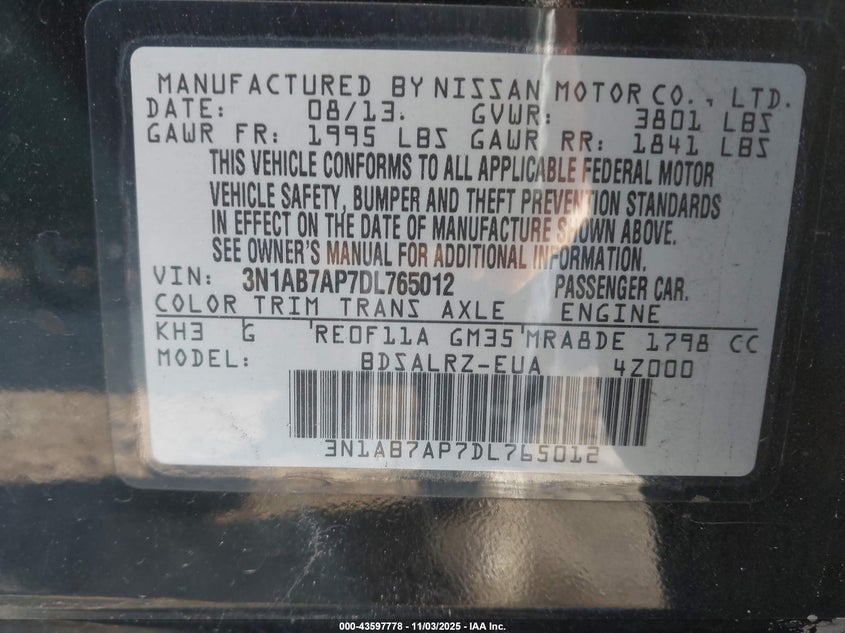 MANUFACTURED BY NISSAN MOTOR CO., LTD.
DATE: 08/13. GVWR: 3801 LBS
GAWR FR: 1995 LBS GAWR RR: 1841 LBS
THIS VEHICLE CONFORMS TO ALL APPLICABLE FEDERAL MOTOR
VEHICLE SAFETY, BUMPER AND THEFT PREVENTION STANDARDS
IN EFFECT ON THE DATE OF MANUFACTURE SHOWN ABOVE.
SEE OWNER'S MANUAL FOR ADDITIONAL INFORMATION.
VIN: 3N1AB7AP7DL765012 PASSENGER CAR.
COLOR TRIM TRANS AXLE ENGINE
KH3 G RE0F11A GM35 MRA8DE 1798 CC
MODEL: BDSALRZ-EUA 4Z000
3N1AB7AP7DL765012
000-43597778 - 11/03/2025 - IAA Inc.